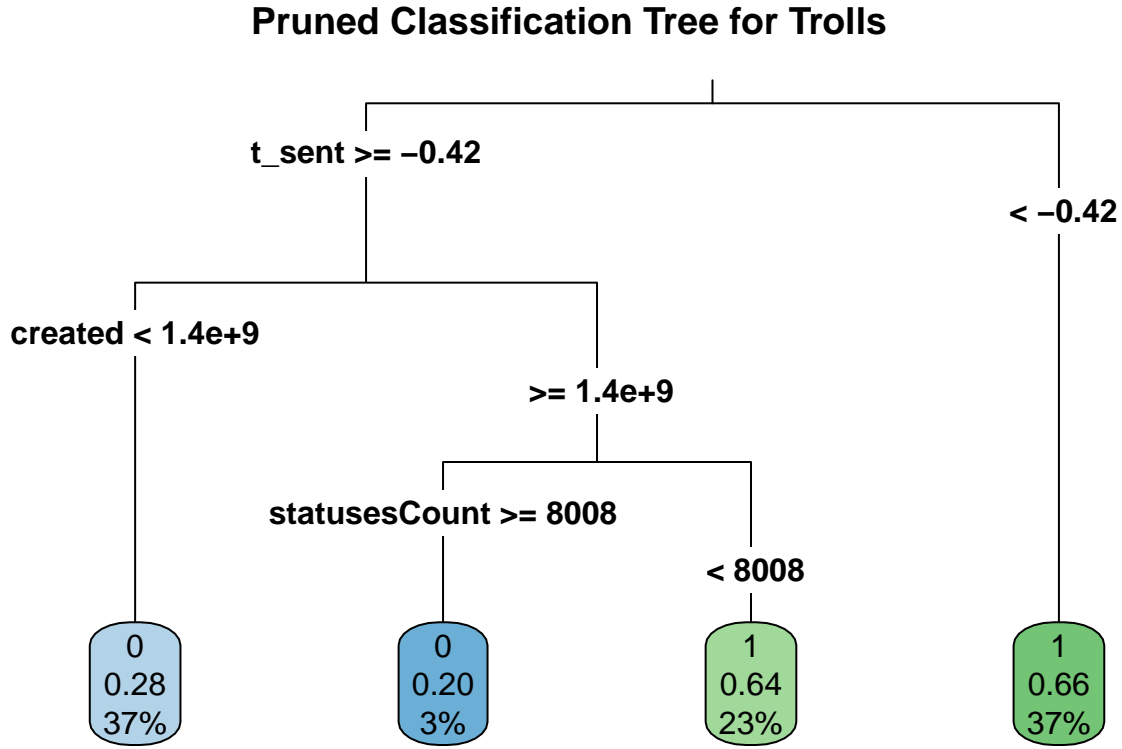 Pruned Classification Tree for Trolls
t_sent >= −0.42
< −0.42
created < 1.4e+9
>= 1.4e+9
statusesCount >= 8008
< 8008
0
0.28
37%
0
0.20
3%
1
0.64
23%
1
0.66
37%